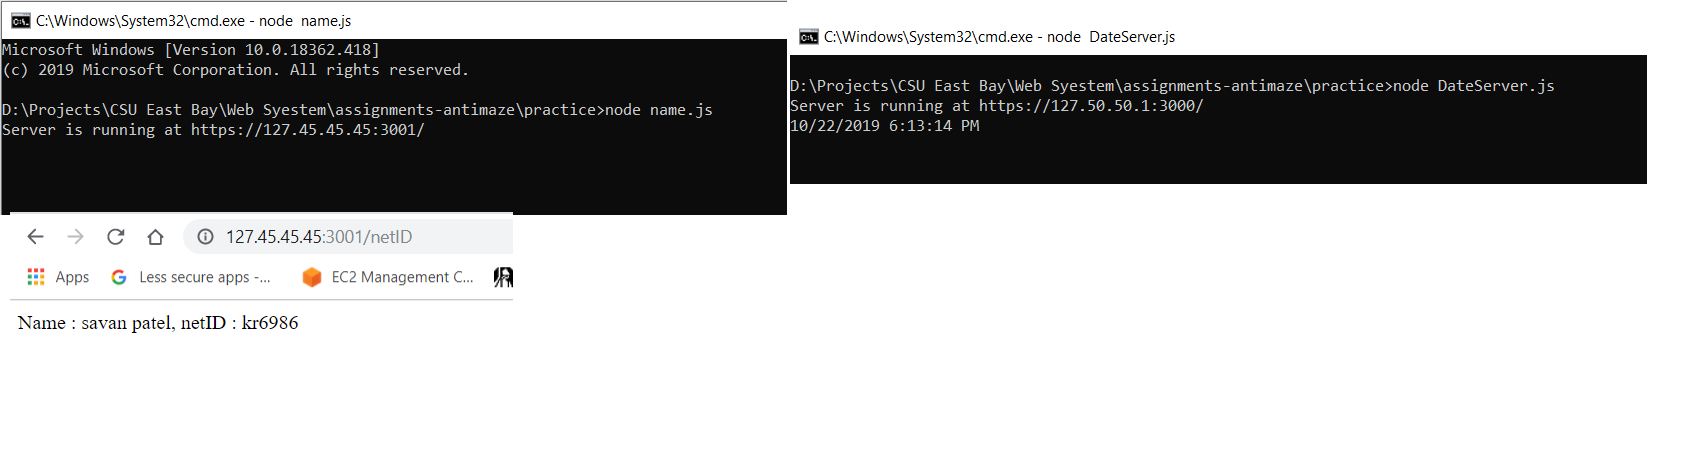 C:\Windows\System32\cmd.exe - node  name.js
Microsoft Windows [Version 10.0.18362.418]
(c) 2019 Microsoft Corporation. All rights reserved.
D:\Projects\CSU East Bay\Web Syestem\assignments-antimaze\practice>node name.js
Server is running at https://127.45.45.45:3001/
C:\Windows\System32\cmd.exe - node  DateServer.js
D:\Projects\CSU East Bay\Web Syestem\assignments-antimaze\practice>node DateServer.js
Server is running at https://127.50.50.1:3000/
10/22/2019 6:13:14 PM
127.45.45.45:3001/netID
Apps Less secure apps -... EC2 Management C...
Name : savan patel, netID : kr6986